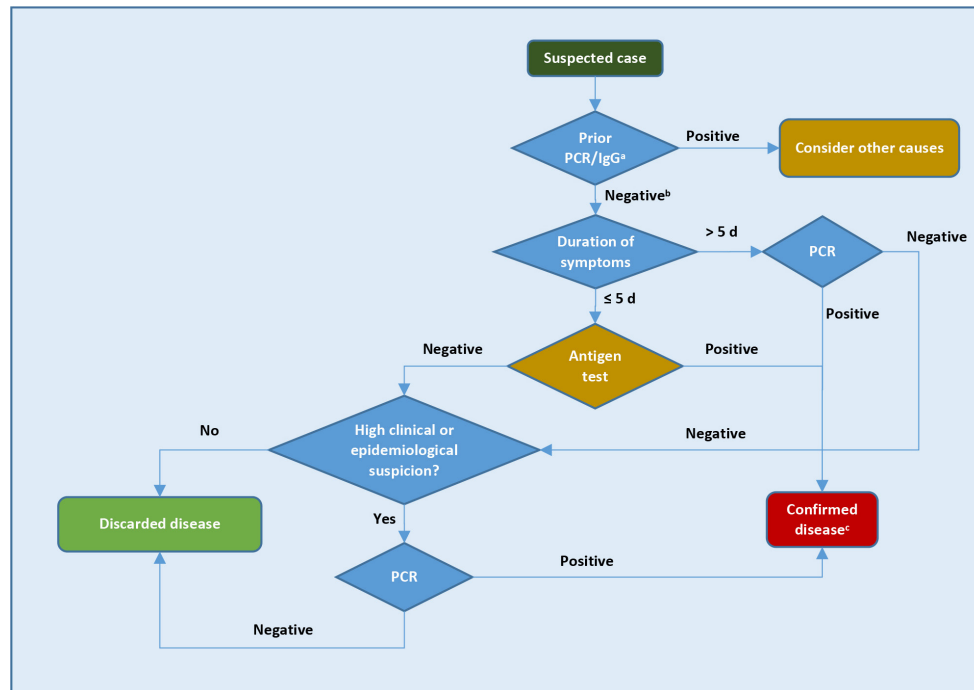 Suspected case
Prior
PCR/IgGᵃ
Positive
Consider other causes
Negativeᵇ
Duration of
symptoms
> 5 d
PCR
Negative
≤ 5 d
Positive
Negative
Antigen
test
Positive
No
High clinical or
epidemiological
suspicion?
Negative
Discarded disease
Yes
Confirmed
diseaseᶜ
PCR
Positive
Negative